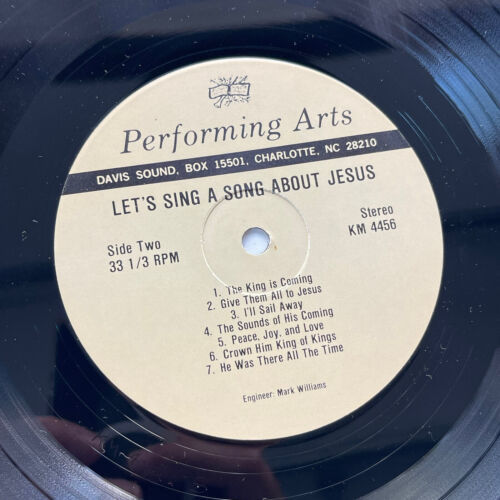 Performing Arts
DAVIS SOUND, BOX 15501, CHARLOTTE, NC 28210
LET'S SING A SONG ABOUT JESUS
Side Two
33 1/3 RPM
Stereo
KM 4456
1. The King is Coming
2. Give Them All to Jesus
3. I'll Sail Away
4. The Sounds of His Coming
5. Peace, Joy, and Love
6. Crown Him King of Kings
7. He Was There All The Time
Engineer: Mark Williams